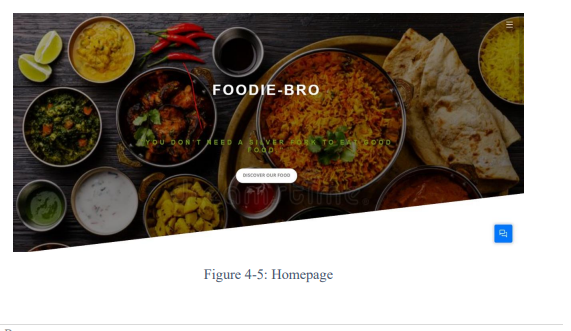 FOODIE-BRO
YOU DON'T NEED A SILVER FORK TO EAT GOOD
FOOD
DISCOVER OUR FOOD
Figure 4-5: Homepage